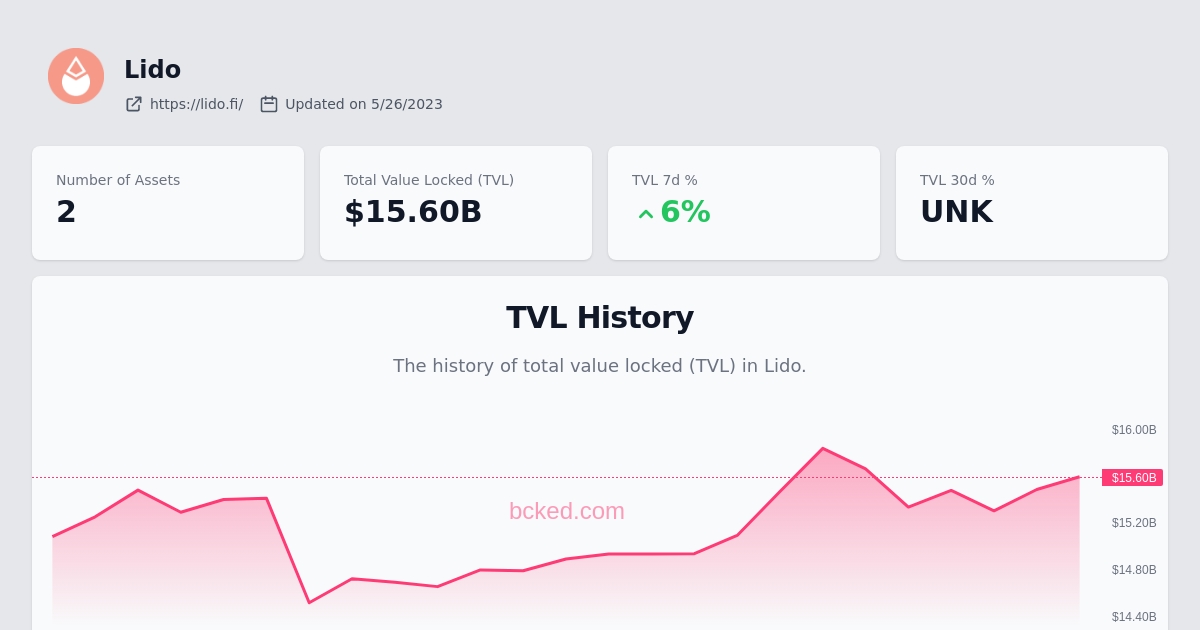 Lido
https://lido.fi/ Updated on 5/26/2023
Number of Assets
2
Total Value Locked (TVL)
$15.60B
TVL 7d %
6%
TVL 30d %
UNK
TVL History
The history of total value locked (TVL) in Lido.
$16.00B
$15.60B
bcked.com
$15.20B
$14.80B
$14.40B